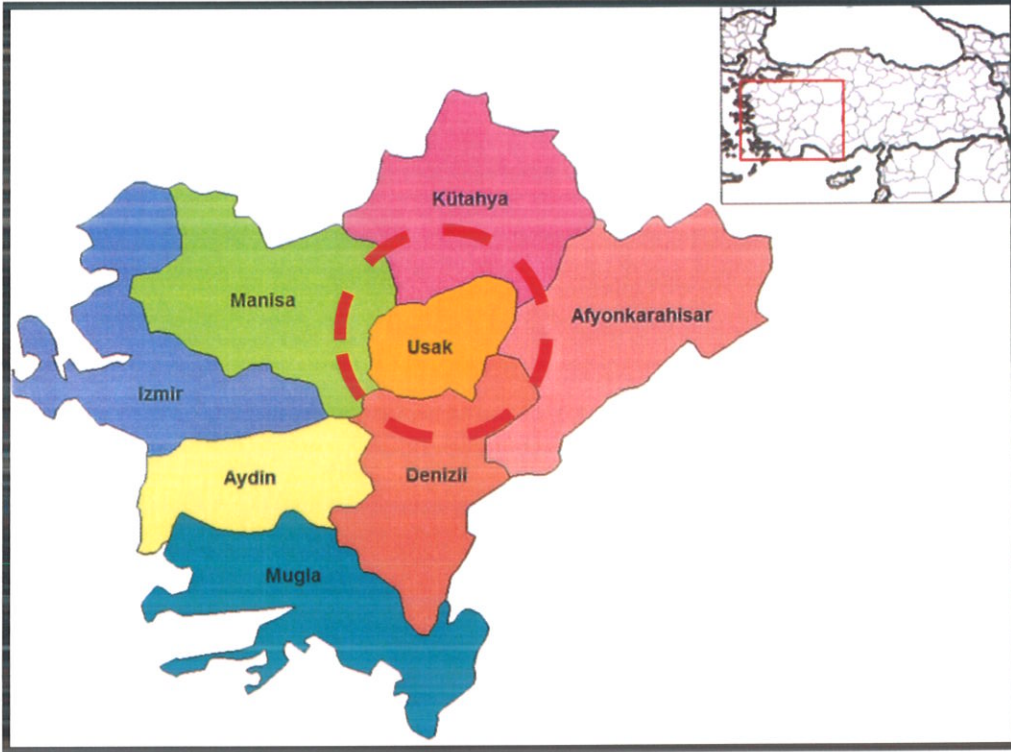 Kütahya
Manisa
Afyonkarahisar
Usak
Izmir
Aydin
Denizli
Mugla